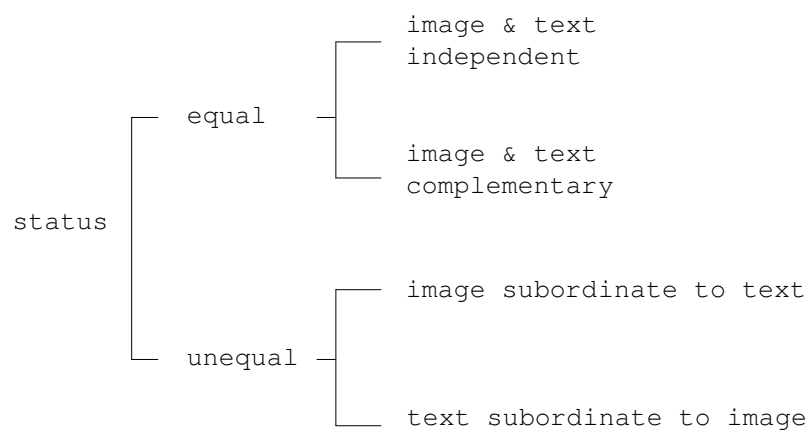 image & text
independent
equal
image & text
complementary
status
image subordinate to text
unequal
text subordinate to image